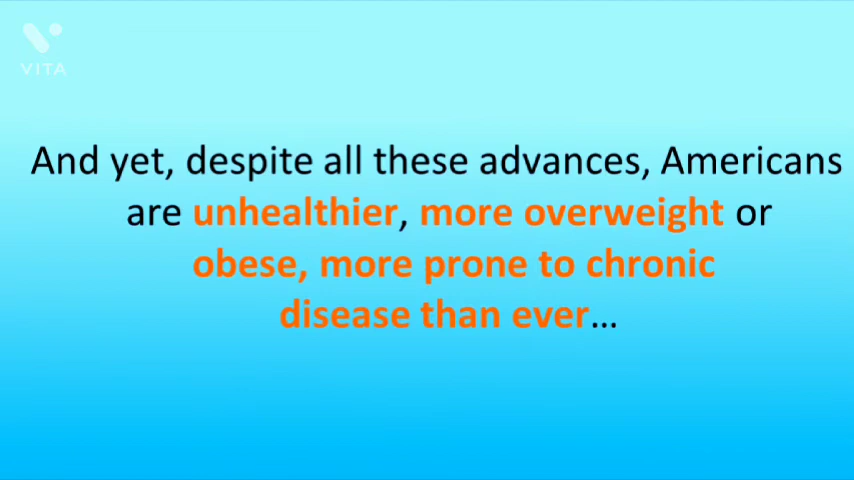 VITA
And yet, despite all these advances, Americans
are unhealthier, more overweight or
obese, more prone to chronic
disease than ever...